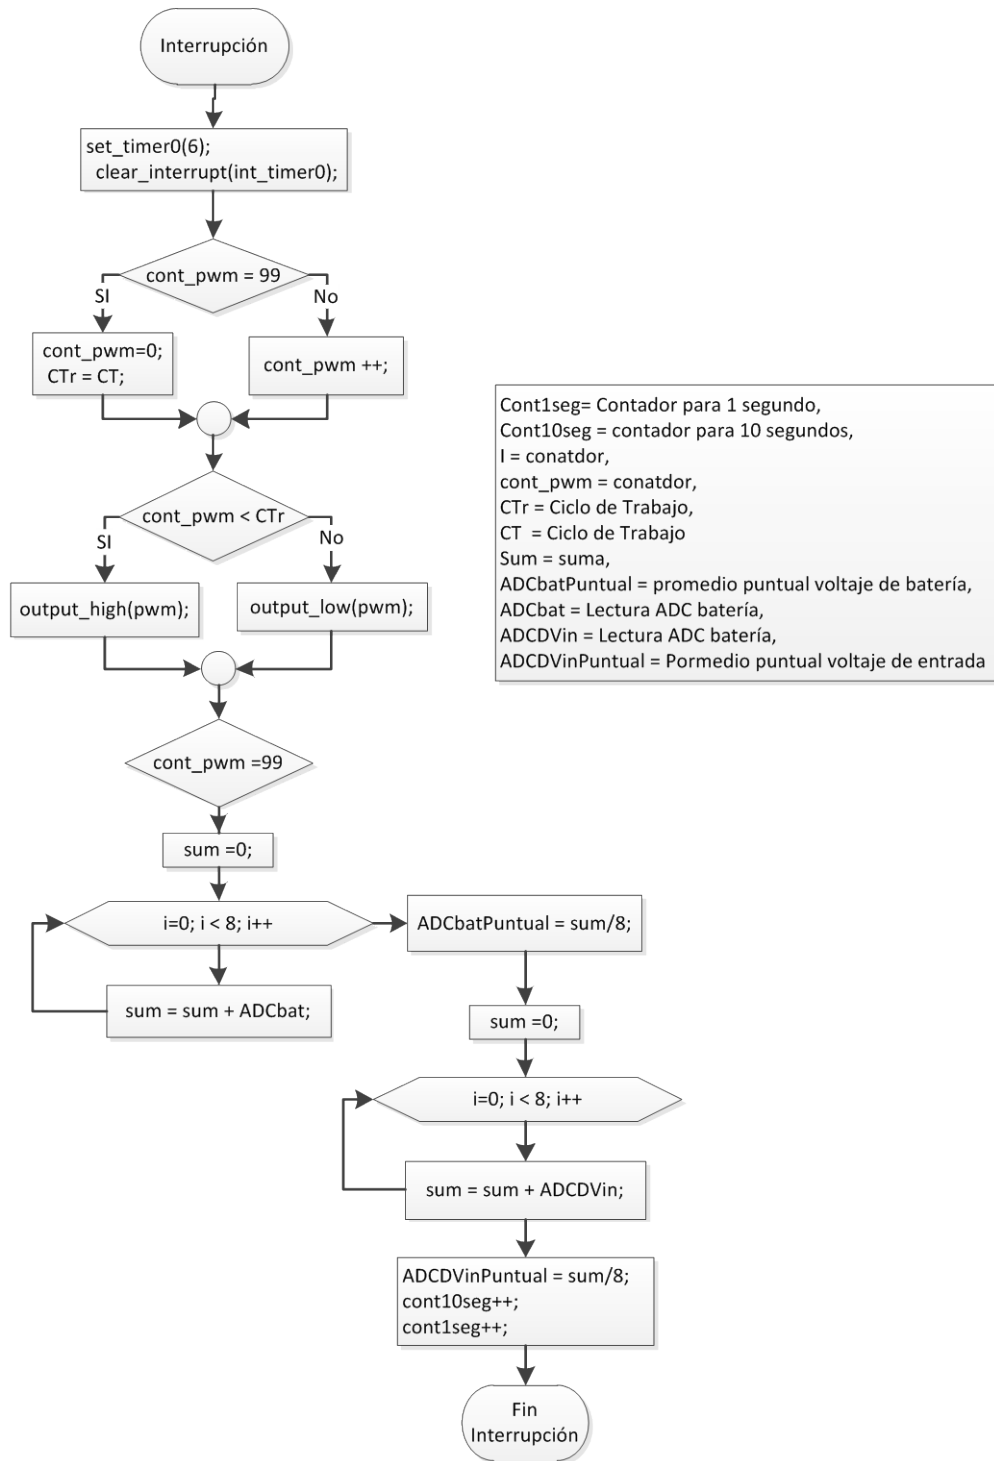 Interrupción
set_timer0(6);
clear_interrupt(int_timer0);
cont_pwm = 99
SI
No
cont_pwm=0;
CTr = CT;
cont_pwm ++;
cont_pwm < CTr
SI
No
output_high(pwm);
output_low(pwm);
cont_pwm =99
sum =0;
i=0; i < 8; i++
sum = sum + ADCbat;
ADCbatPuntual = sum/8;
sum =0;
i=0; i < 8; i++
sum = sum + ADCDVin;
ADCDVinPuntual = sum/8;
cont10seg++;
cont1seg++;
Fin
Interrupción
Cont1seg= Contador para 1 segundo,
Cont10seg = contador para 10 segundos,
I = conatdor,
cont_pwm = conatdor,
CTr = Ciclo de Trabajo,
CT = Ciclo de Trabajo
Sum = suma,
ADCbatPuntual = promedio puntual voltaje de batería,
ADCbat = Lectura ADC batería,
ADCDVin = Lectura ADC batería,
ADCDVinPuntual = Pormedio puntual voltaje de entrada